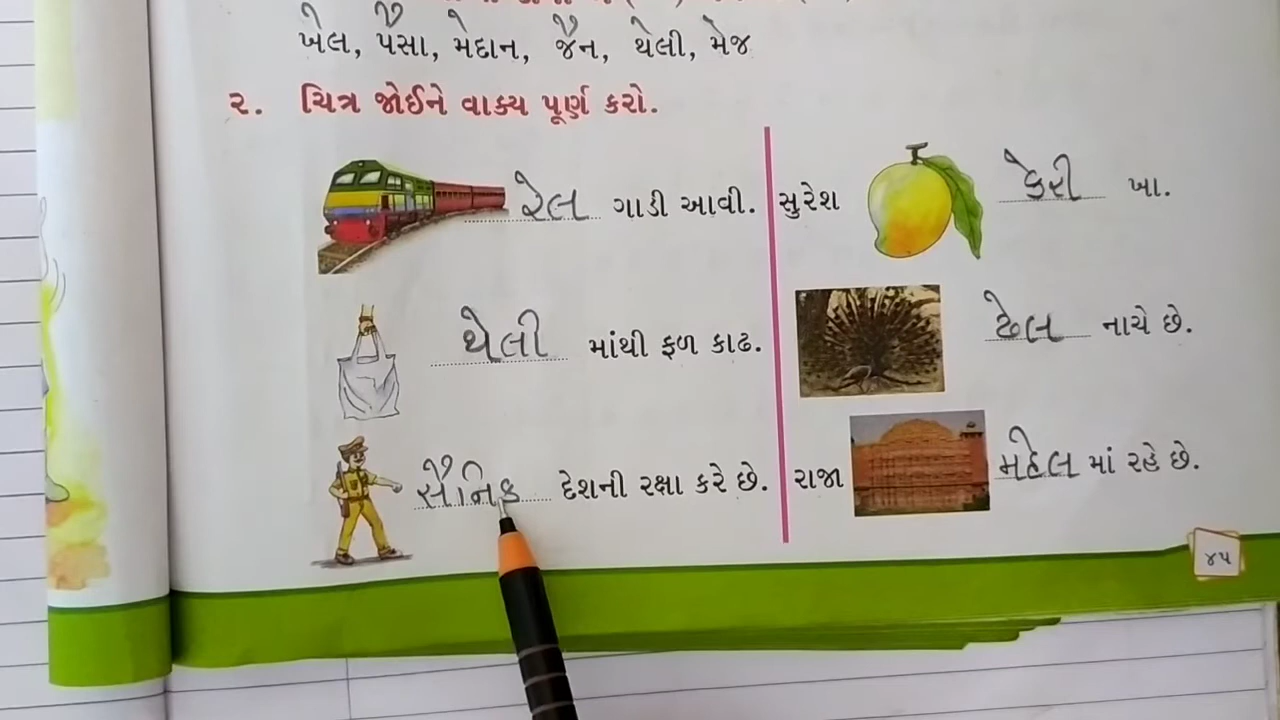 ખેલ, પૈસા, મેદાન, જૈન, થેલી, મેજ
૨. ચિત્ર જોઈને વાક્ય પૂર્ણ કરો.
રેલ ગાડી આવી.
સુરેશ કેરી ખા.
થેલી માંથી ફળ કાઢ.
ઢેલ નાચે છે.
સૈનિક દેશની રક્ષા કરે છે.
રાજા મહેલ માં રહે છે.
૪૫